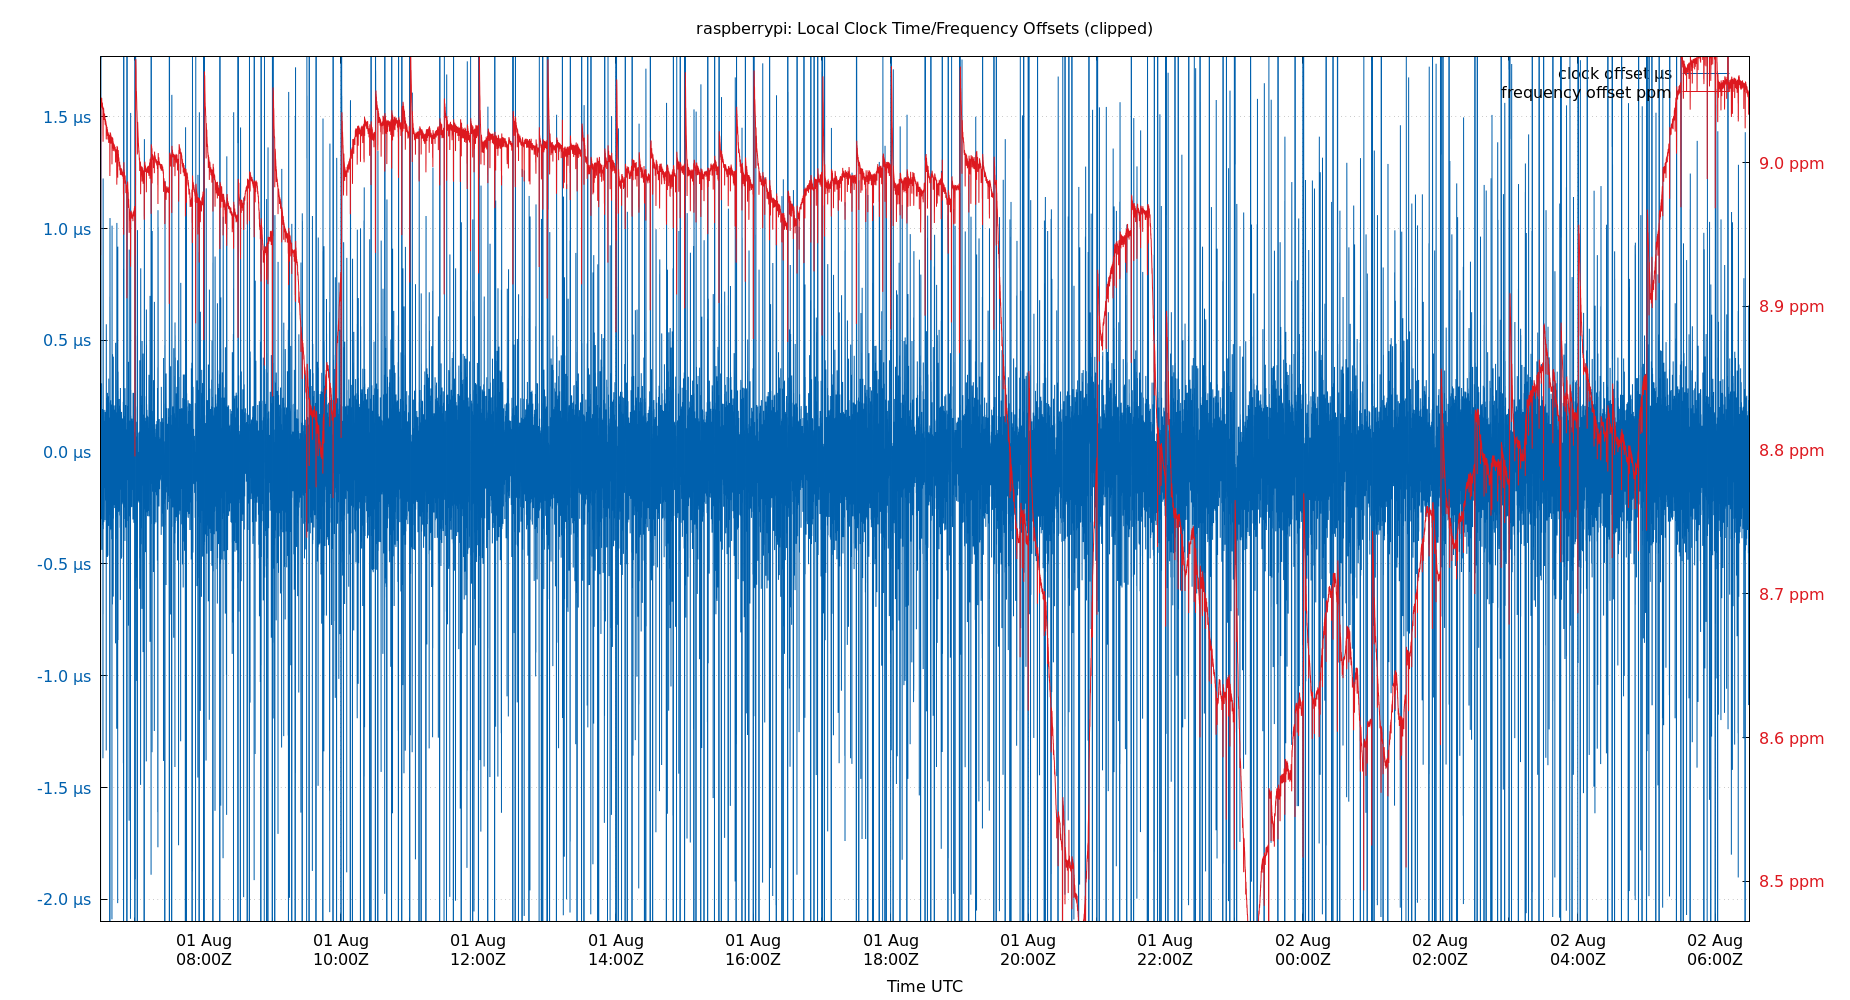 raspberrypi: Local Clock Time/Frequency Offsets (clipped)
clock offset µs
frequency offset ppm
1.5 µs
1.0 µs
0.5 µs
0.0 µs
-0.5 µs
-1.0 µs
-1.5 µs
-2.0 µs
9.0 ppm
8.9 ppm
8.8 ppm
8.7 ppm
8.6 ppm
8.5 ppm
01 Aug 01 Aug 01 Aug 01 Aug 01 Aug 01 Aug 01 Aug 01 Aug 02 Aug 02 Aug 02 Aug 02 Aug
08:00Z 10:00Z 12:00Z 14:00Z 16:00Z 18:00Z 20:00Z 22:00Z 00:00Z 02:00Z 04:00Z 06:00Z
Time UTC